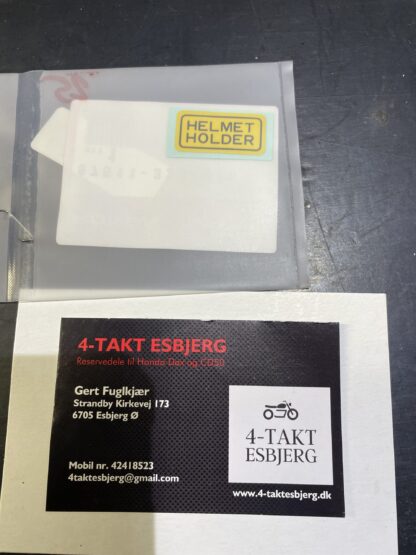 HELMET
HOLDER
4-TAKT ESBJERG
Reservedele til Honda Dax og CD50
Gert Fuglkjær
Strandby Kirkevej 173
6705 Esbjerg Ø
Mobil nr. 42418523
4taktesbjerg@gmail.com
4-TAKT
ESBJERG
www.4-taktesbjerg.dk